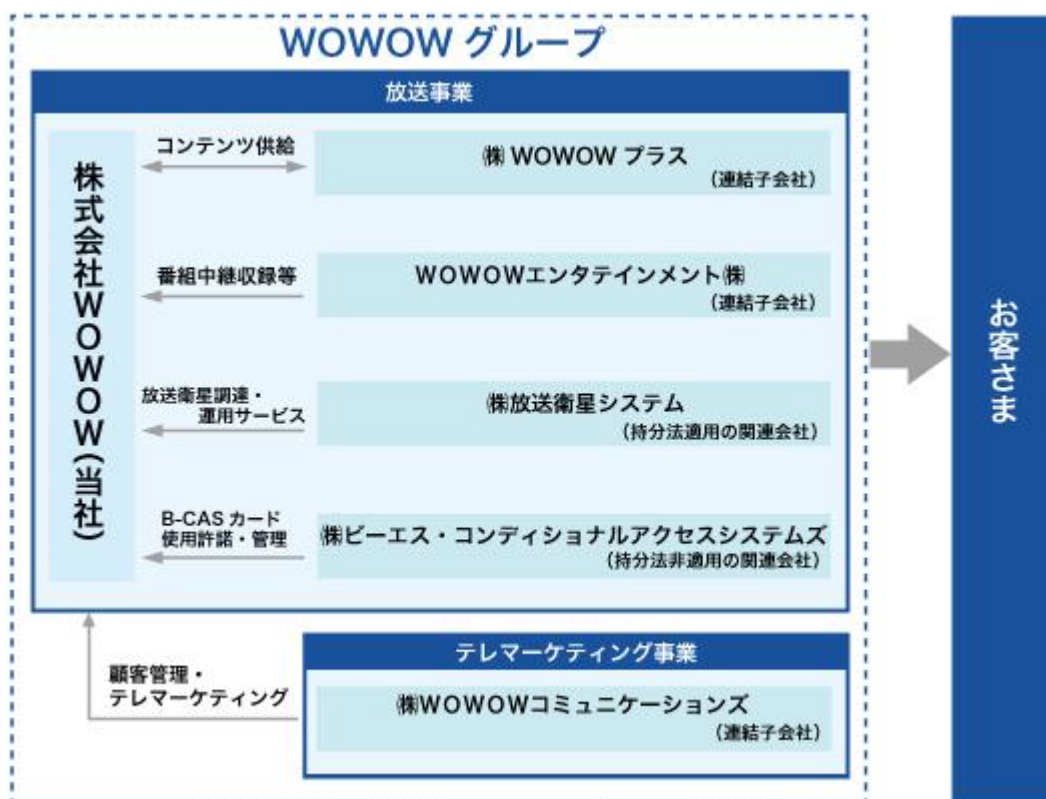 WOWOW グループ
放送事業
株式会社WOWOW(当社)
コンテンツ供給
㈱ WOWOW プラス
(連結子会社)
番組中継収録等
WOWOWエンタテインメント㈱
(連結子会社)
放送衛星調達・
運用サービス
㈱放送衛星システム
(持分法適用の関連会社)
B-CAS カード
使用許諾・管理
㈱ビーエス・コンディショナルアクセスシステムズ
(持分法非適用の関連会社)
テレマーケティング事業
顧客管理・
テレマーケティング
㈱WOWOWコミュニケーションズ
(連結子会社)
お客さま